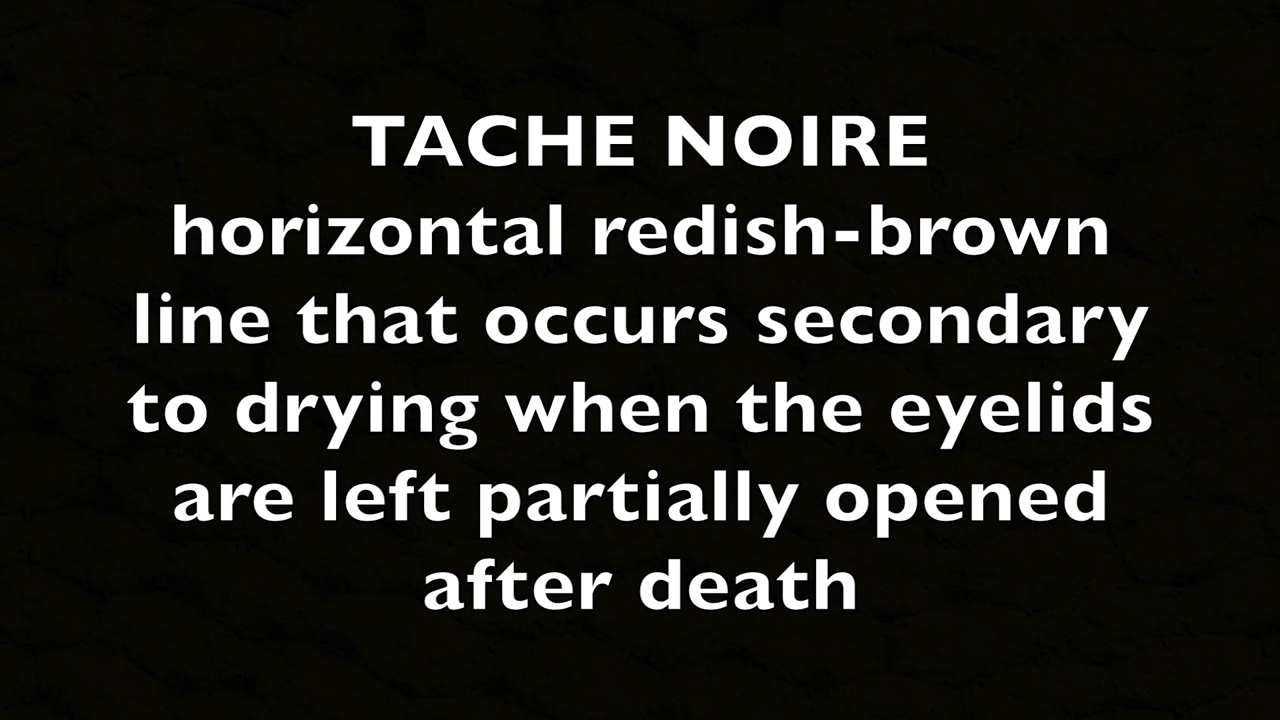 TACHE NOIRE
horizontal redish-brown
line that occurs secondary
to drying when the eyelids
are left partially opened
after death